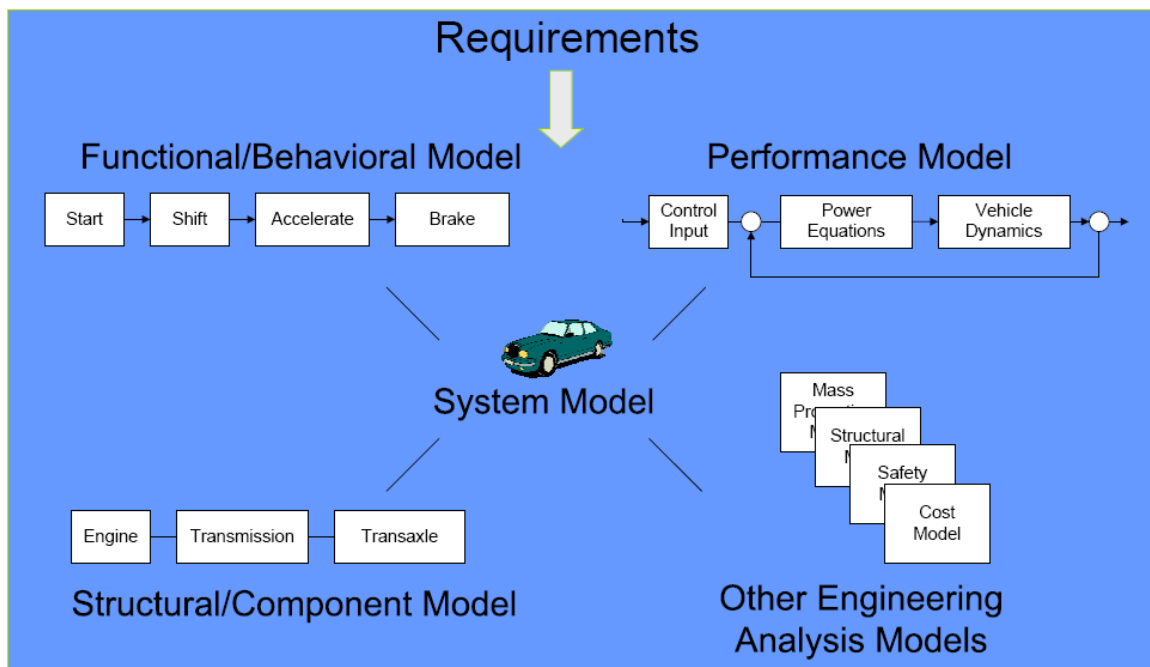 Requirements
Functional/Behavioral Model
Start
Shift
Accelerate
Brake
Performance Model
Control
Input
Power
Equations
Vehicle
Dynamics
System Model
Mass
Structural
Safety
Cost
Model
Engine
Transmission
Transaxle
Structural/Component Model
Other Engineering
Analysis Models